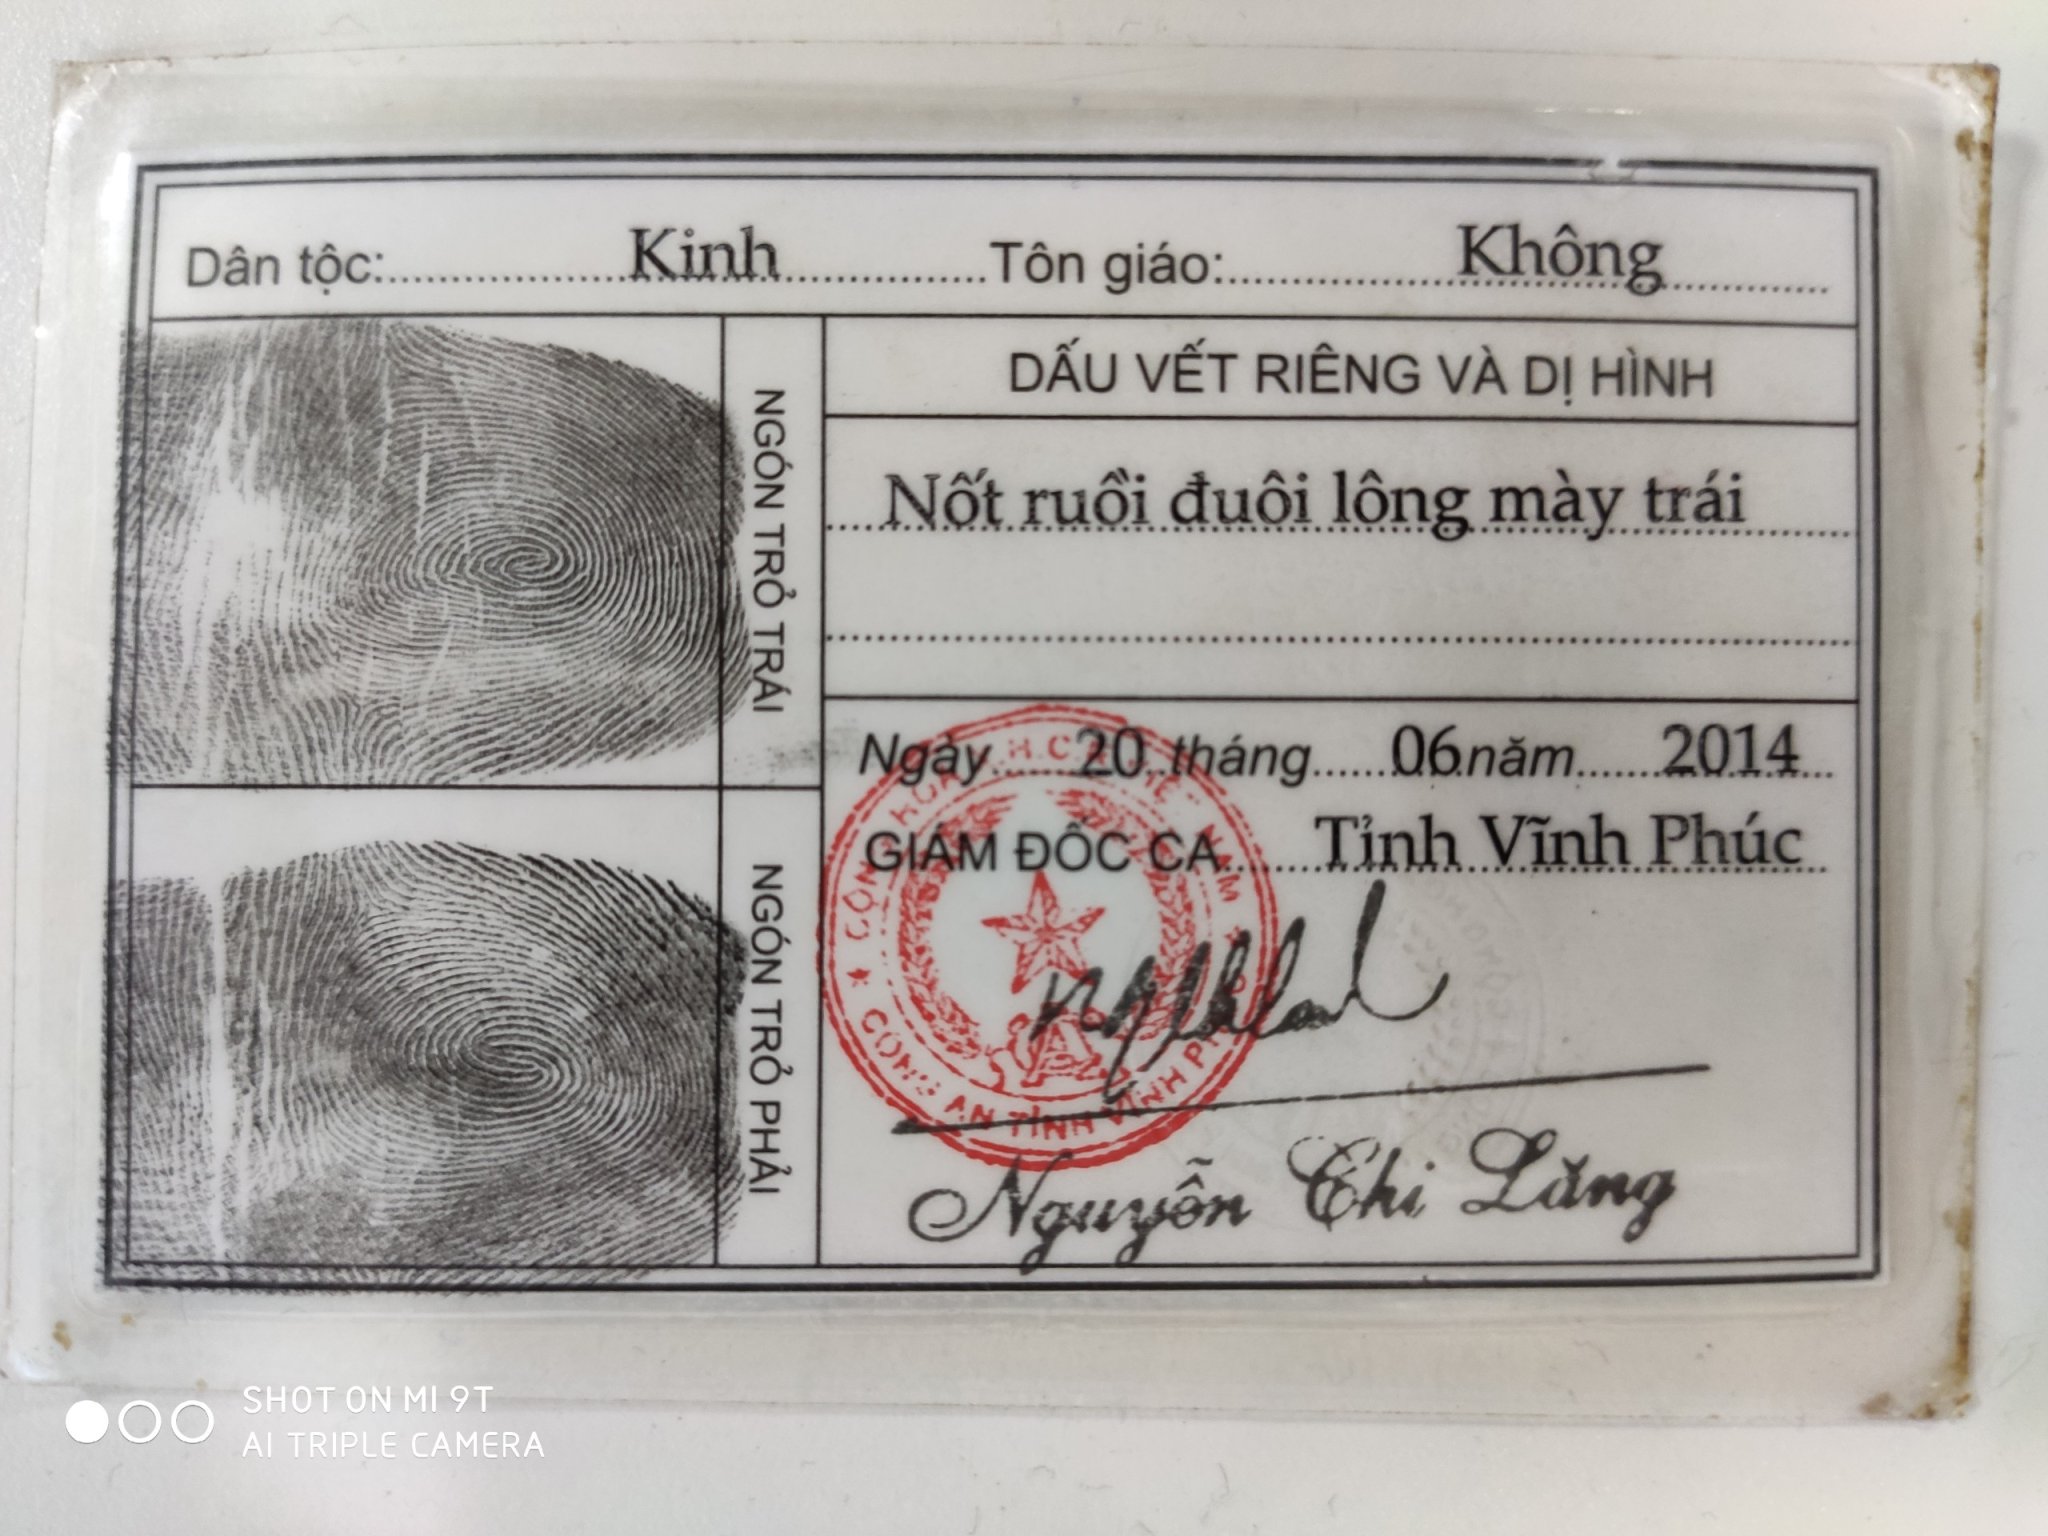 Dân tộc: Kinh Tôn giáo: Không
NGÓN TRỎ TRÁI
DẤU VẾT RIÊNG VÀ DỊ HÌNH
Nốt ruồi đuôi lông mày trái
Ngày 20 tháng 06 năm 2014
GIÁM ĐỐC CA Tỉnh Vĩnh Phúc
CÔNG AN TỈNH VĨNH
NGÓN TRỎ PHẢI
Nguyễn Chi Lăng
SHOT ON MI 9T
AI TRIPLE CAMERA